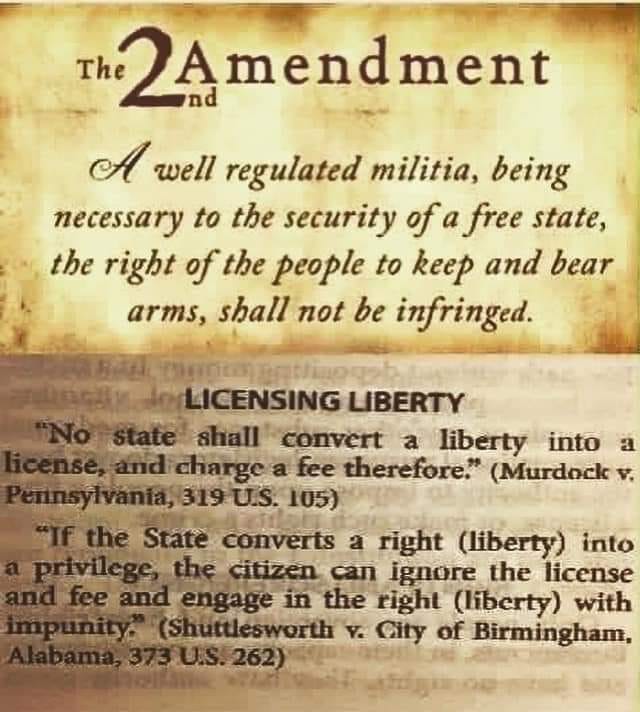 The 2nd Amendment
A well regulated militia, being
necessary to the security of a free state,
the right of the people to keep and bear
arms, shall not be infringed.
LICENSING LIBERTY
"No state shall convert a liberty into a
license, and charge a fee therefore." (Murdock v.
Pennsylvania, 319 U.S. 105)
"If the State converts a right (liberty) into
a privilege, the citizen can ignore the license
and fee and engage in the right (liberty) with
impunity." (Shuttlesworth v. City of Birmingham,
Alabama, 373 U.S. 262)